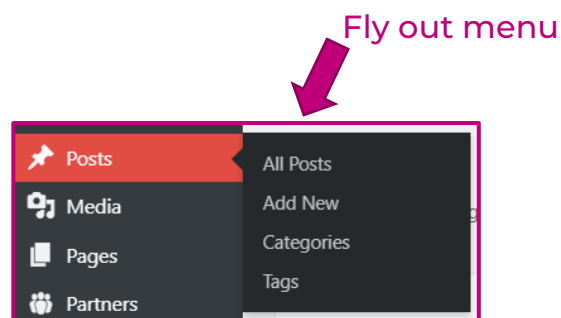 Fly out menu
Posts
Media
Pages
Partners
All Posts
Add New
Categories
Tags